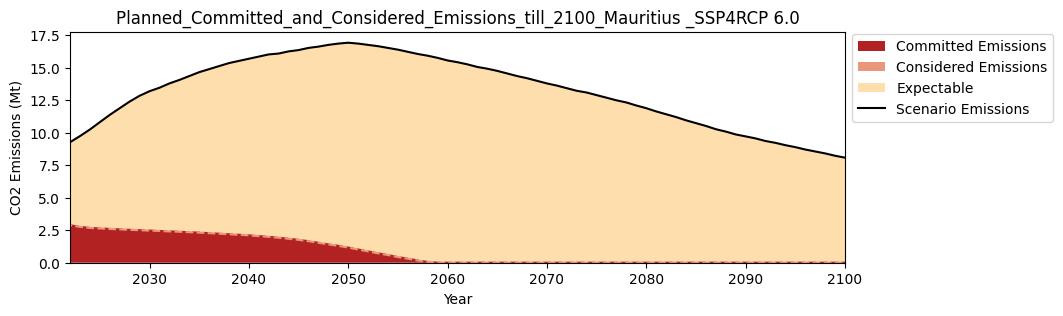 Planned_Committed_and_Considered_Emissions_till_2100_Mauritius _SSP4RCP 6.0
CO2 Emissions (Mt)
17.5
15.0
12.5
10.0
7.5
5.0
2.5
0.0
2030
2040
2050
2060
2070
2080
2090
2100
Year
Committed Emissions
Considered Emissions
Expectable
Scenario Emissions